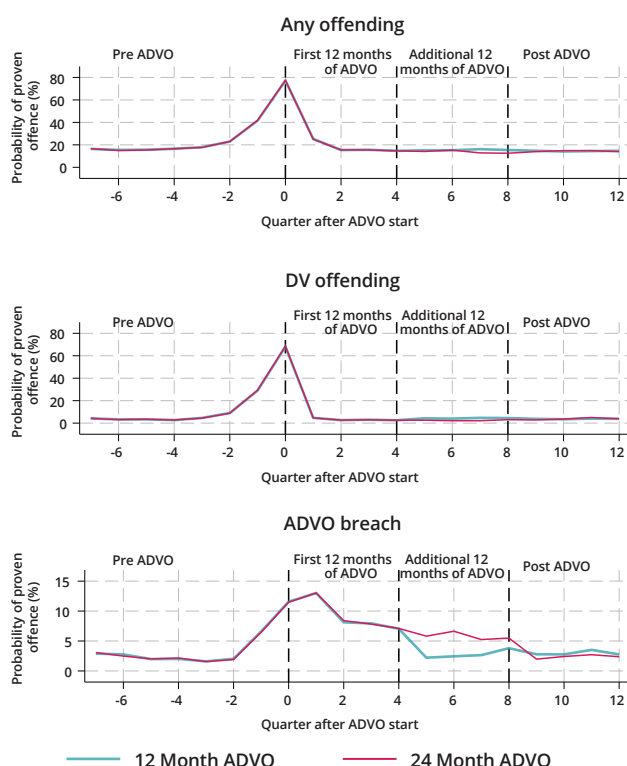 Any offending
Pre ADVO
First 12 months
of ADVO
Additional 12
months of ADVO
Post ADVO
Probability of proven
offence (%)
80
60
40
20
0
-6 -4 -2 0 2 4 6 8 10 12
Quarter after ADVO start
DV offending
Pre ADVO
First 12 months
of ADVO
Additional 12
months of ADVO
Post ADVO
Probability of proven
offence (%)
80
60
40
20
0
-6 -4 -2 0 2 4 6 8 10 12
Quarter after ADVO start
ADVO breach
Pre ADVO
First 12 months
of ADVO
Additional 12
months of ADVO
Post ADVO
Probability of proven
offence (%)
15
10
5
0
-6 -4 -2 0 2 4 6 8 10 12
Quarter after ADVO start
12 Month ADVO 24 Month ADVO